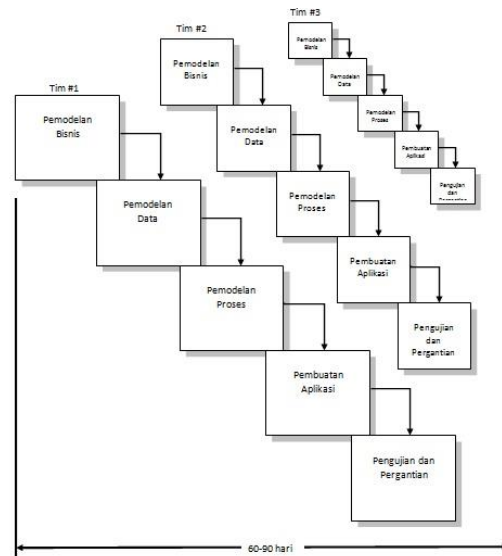 Tim #1
Pemodelan
Bisnis
Pemodelan
Data
Pemodelan
Proses
Pembuatan
Aplikasi
Pengujian dan
Pergantian
Tim #2
Pemodelan
Bisnis
Pemodelan
Data
Pemodelan
Proses
Pembuatan
Aplikasi
Pengujian
dan
Pergantian
Tim #3
Pemodelan
Bisnis
Pemodelan
Data
Pemodelan
Proses
Pembuatan
Aplikasi
Pengujian
dan
60-90 hari